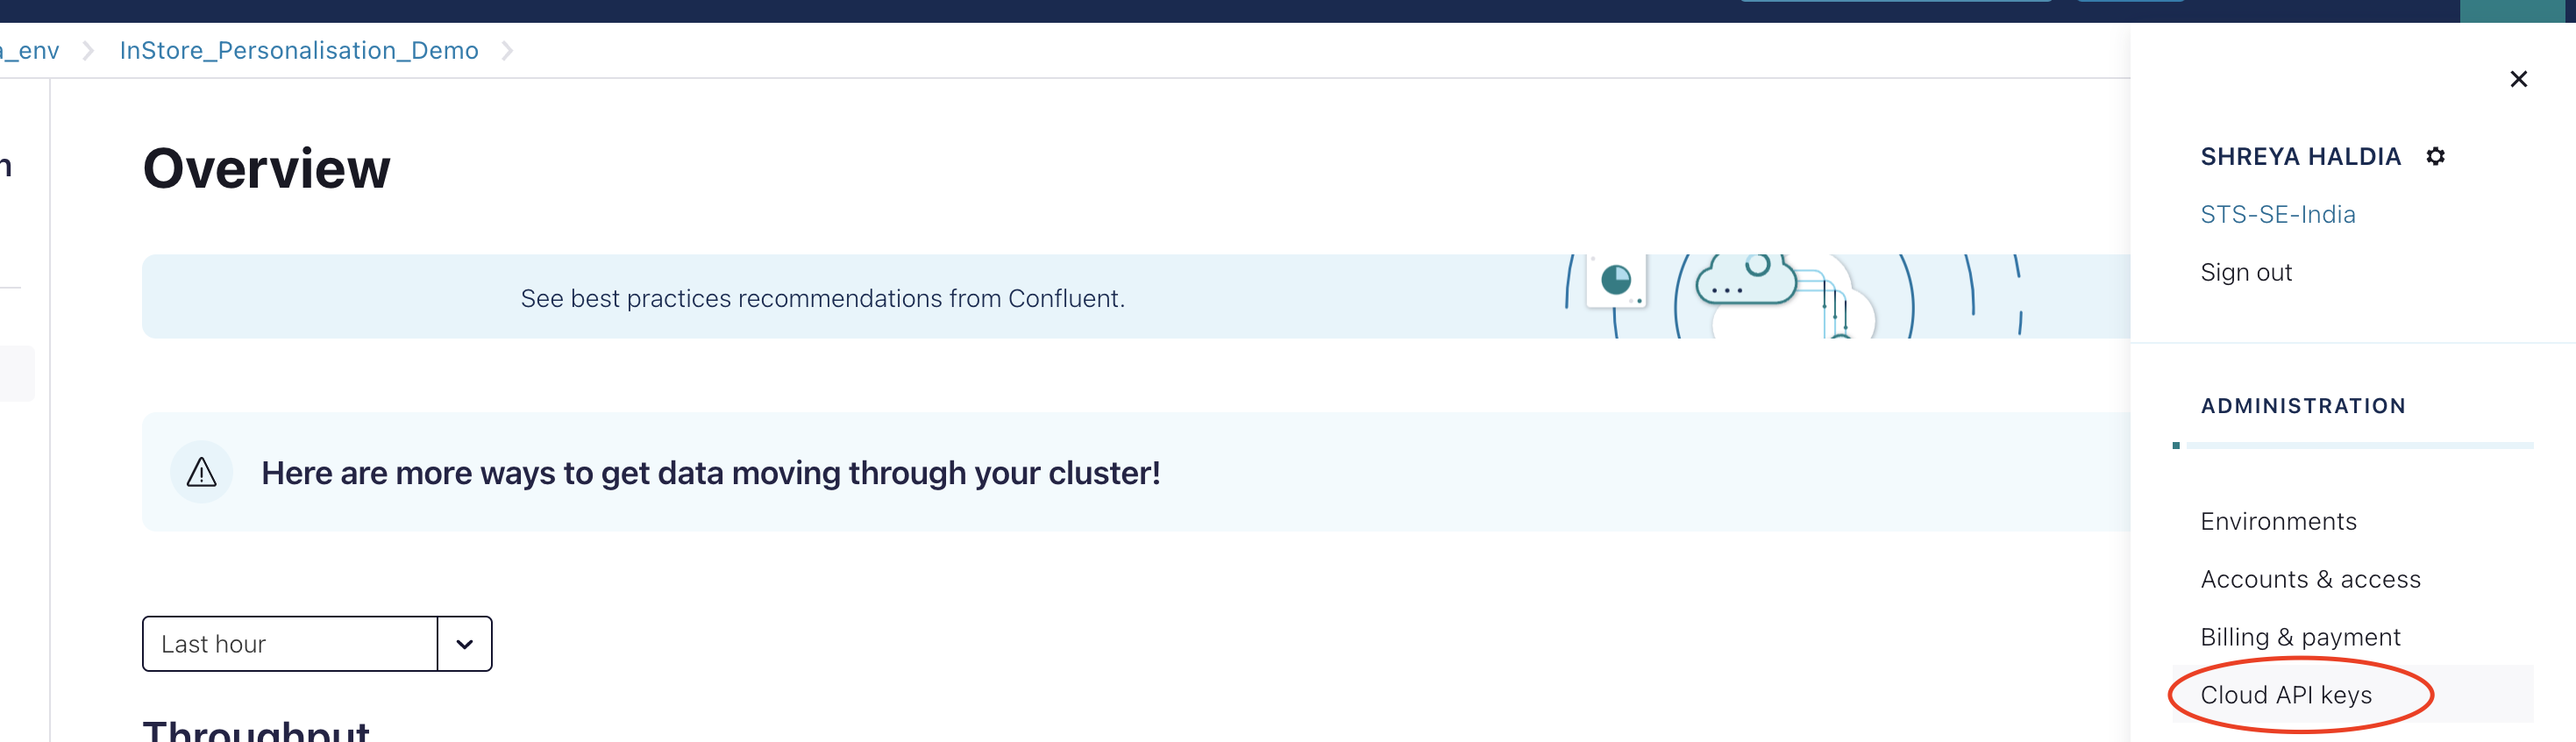 _env
InStore_Personalisation_Demo
Overview
See best practices recommendations from Confluent.
Here are more ways to get data moving through your cluster!
Last hour
Throughput
SHREYA HALDIA
STS-SE-India
Sign out
ADMINISTRATION
Environments
Accounts & access
Billing & payment
Cloud API keys